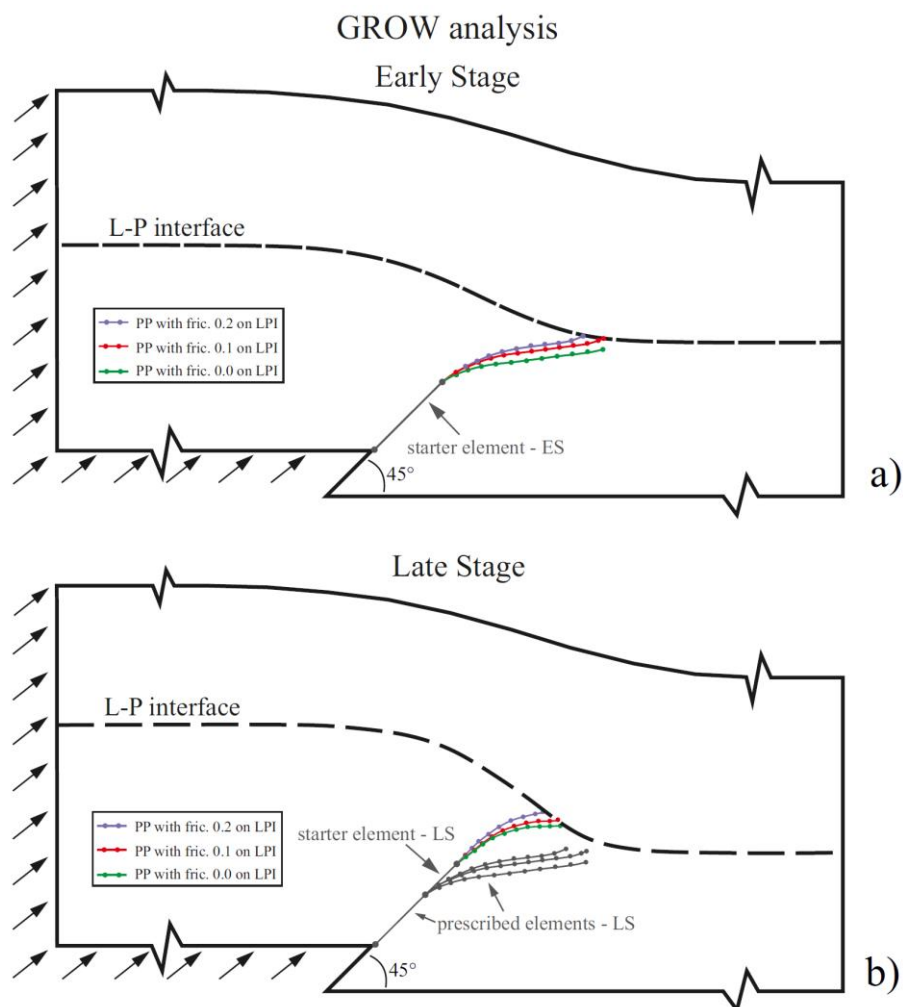 GROW analysis
Early Stage
L-P interface
PP with fric. 0.2 on LPI
PP with fric. 0.1 on LPI
PP with fric. 0.0 on LPI
starter element - ES
45°
a)
Late Stage
L-P interface
PP with fric. 0.2 on LPI
PP with fric. 0.1 on LPI
PP with fric. 0.0 on LPI
starter element - LS
prescribed elements - LS
45°
b)